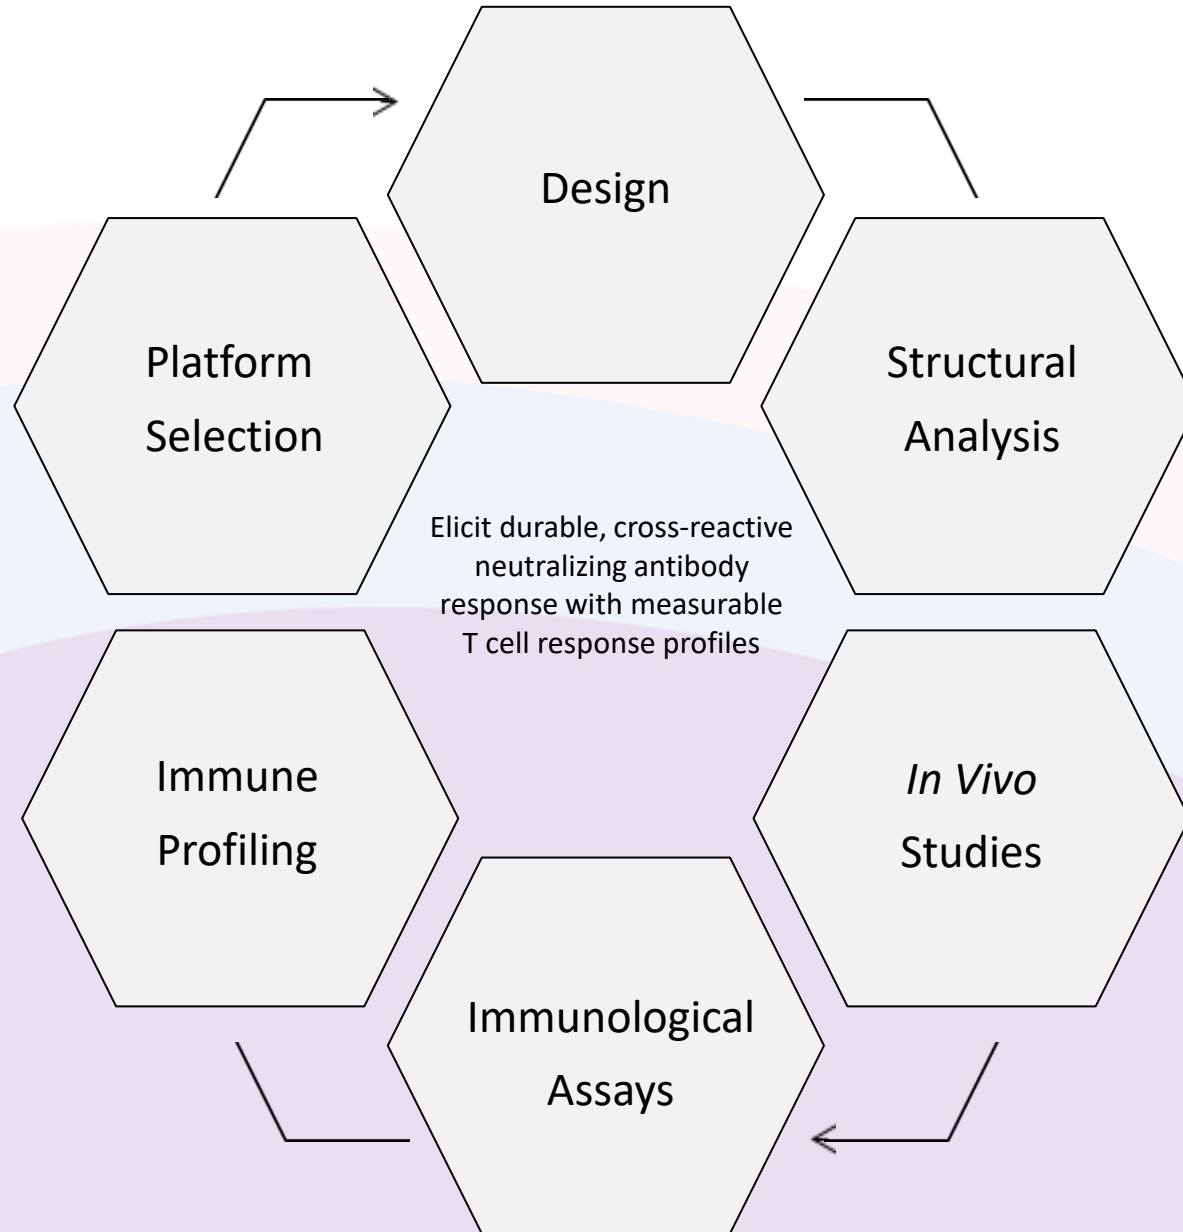 Design
Platform
Selection
Structural
Analysis
Elicit durable, cross-reactive
neutralizing antibody
response with measurable
T cell response profiles
Immune
Profiling
In Vivo
Studies
Immunological
Assays